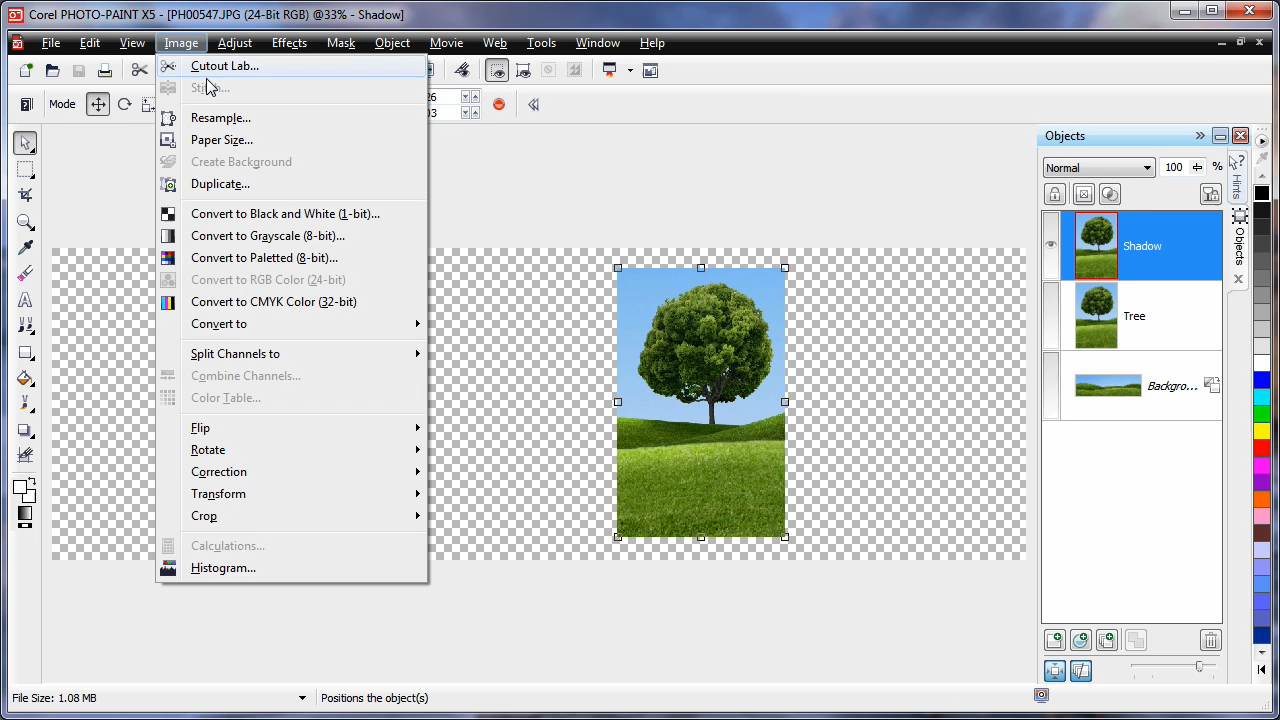 Corel PHOTO-PAINT X5 - [PH00547.JPG (24-Bit RGB) @33% - Shadow]
File Edit View Image Adjust Effects Mask Object Movie Web Tools Window Help
Mode
26
03
Cutout Lab...
Resample...
Paper Size...
Create Background
Duplicate...
Convert to Black and White (1-bit)...
Convert to Grayscale (8-bit)...
Convert to Paletted (8-bit)...
Convert to RGB Color (24-bit)
Convert to CMYK Color (32-bit)
Convert to
Split Channels to
Combine Channels...
Color Table...
Flip
Rotate
Correction
Transform
Crop
Calculations...
Histogram...
Objects
Normal 100 %
Shadow
Tree
Backgro...
Hints
Objects
File Size: 1.08 MB Positions the object(s)